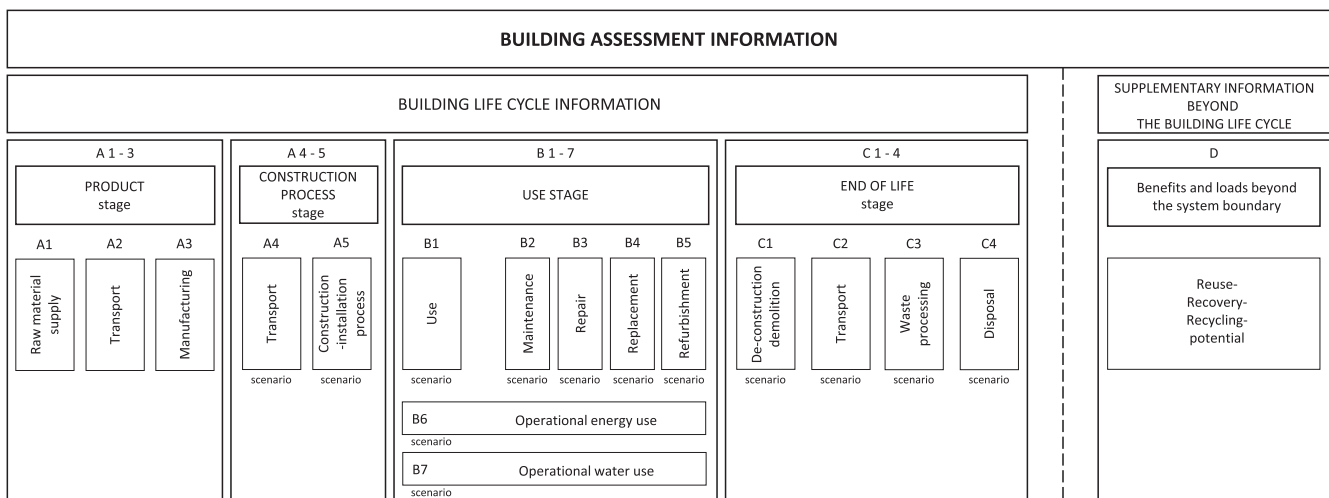 BUILDING ASSESSMENT INFORMATION
BUILDING LIFE CYCLE INFORMATION
SUPPLEMENTARY INFORMATION
BEYOND
THE BUILDING LIFE CYCLE
A 1 - 3
PRODUCT
stage
A1
Raw material
supply
A2
Transport
A3
Manufacturing
A 4 - 5
CONSTRUCTION
PROCESS
stage
A4
Transport
scenario
A5
Construction
-installation
process
scenario
B 1 - 7
USE STAGE
B1
Use
scenario
B2
Maintenance
scenario
B3
Repair
scenario
B4
Replacement
scenario
B5
Refurbishment
scenario
B6 Operational energy use
scenario
B7 Operational water use
scenario
C 1 - 4
END OF LIFE
stage
C1
De-construction
demolition
scenario
C2
Transport
scenario
C3
Waste
processing
scenario
C4
Disposal
scenario
D
Benefits and loads beyond
the system boundary
Reuse-
Recovery-
Recycling-
potential